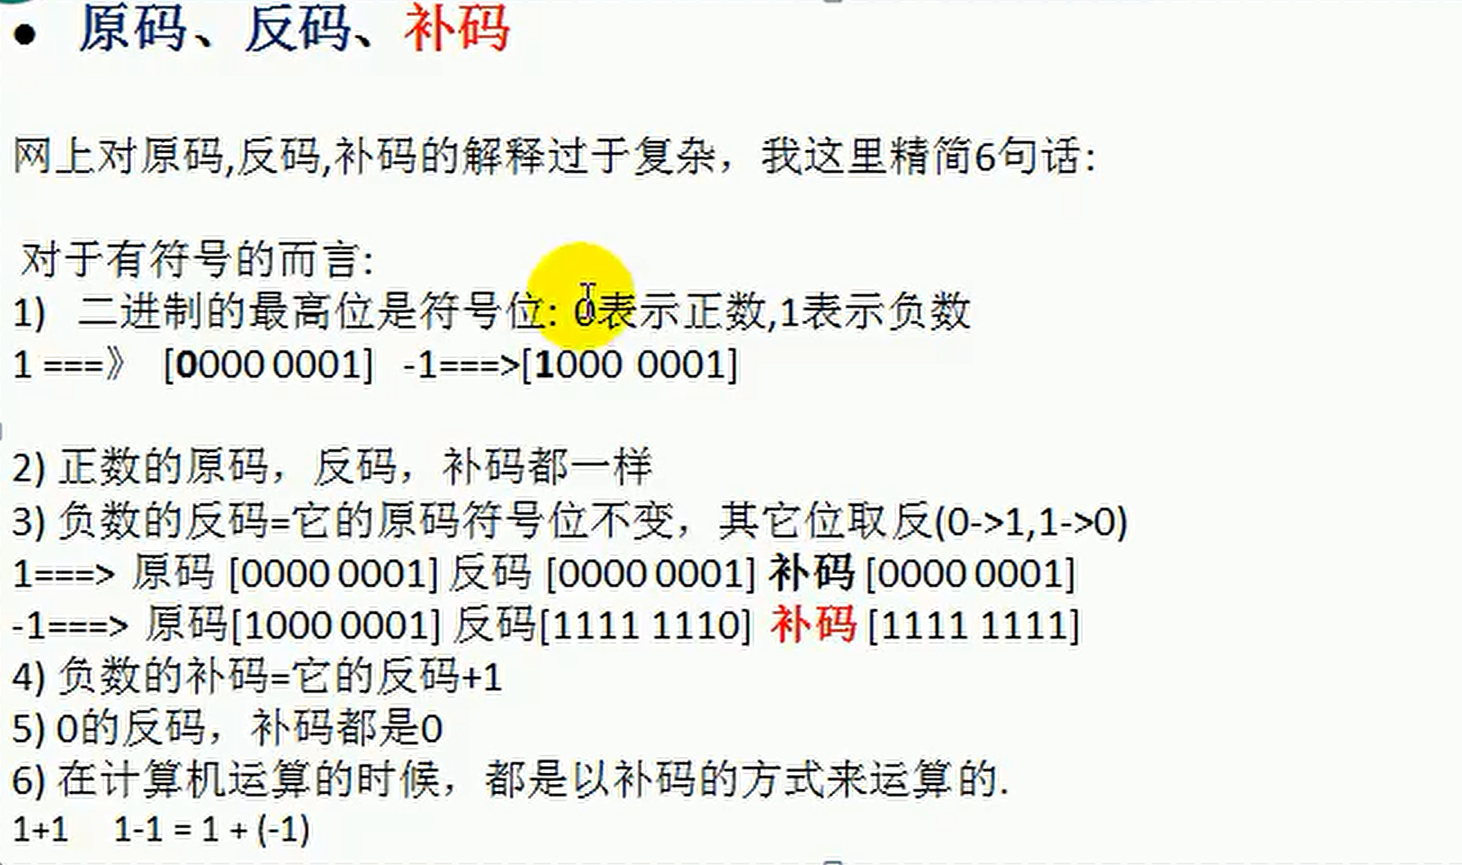 ● 原码、反码、补码
网上对原码,反码,补码的解释过于复杂，我这里精简6句话:
对于有符号的而言:
1) 二进制的最高位是符号位: 0表示正数,1表示负数
1 ===》 [0000 0001] -1===>[1000 0001]
2) 正数的原码，反码，补码都一样
3) 负数的反码=它的原码符号位不变，其它位取反(0->1,1->0)
1===> 原码 [0000 0001] 反码 [0000 0001] 补码 [0000 0001]
-1===> 原码[1000 0001] 反码[1111 1110] 补码 [1111 1111]
4) 负数的补码=它的反码+1
5) 0的反码，补码都是0
6) 在计算机运算的时候，都是以补码的方式来运算的.
1+1 1-1 = 1 + (-1)